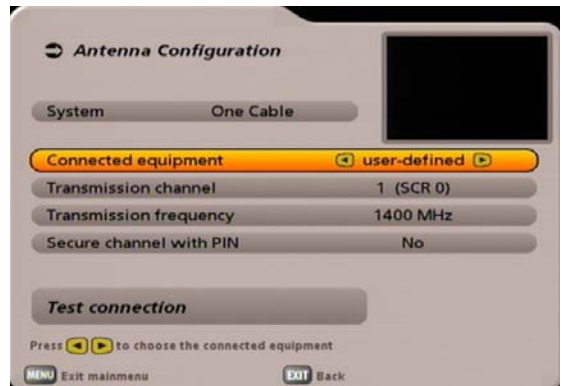 Antenna Configuration
System One Cable
Connected equipment user-defined
Transmission channel 1 (SCR 0)
Transmission frequency 1400 MHz
Secure channel with PIN No
Test connection
Press to choose the connected equipment
MENU Exit mainmenu EXIT Back